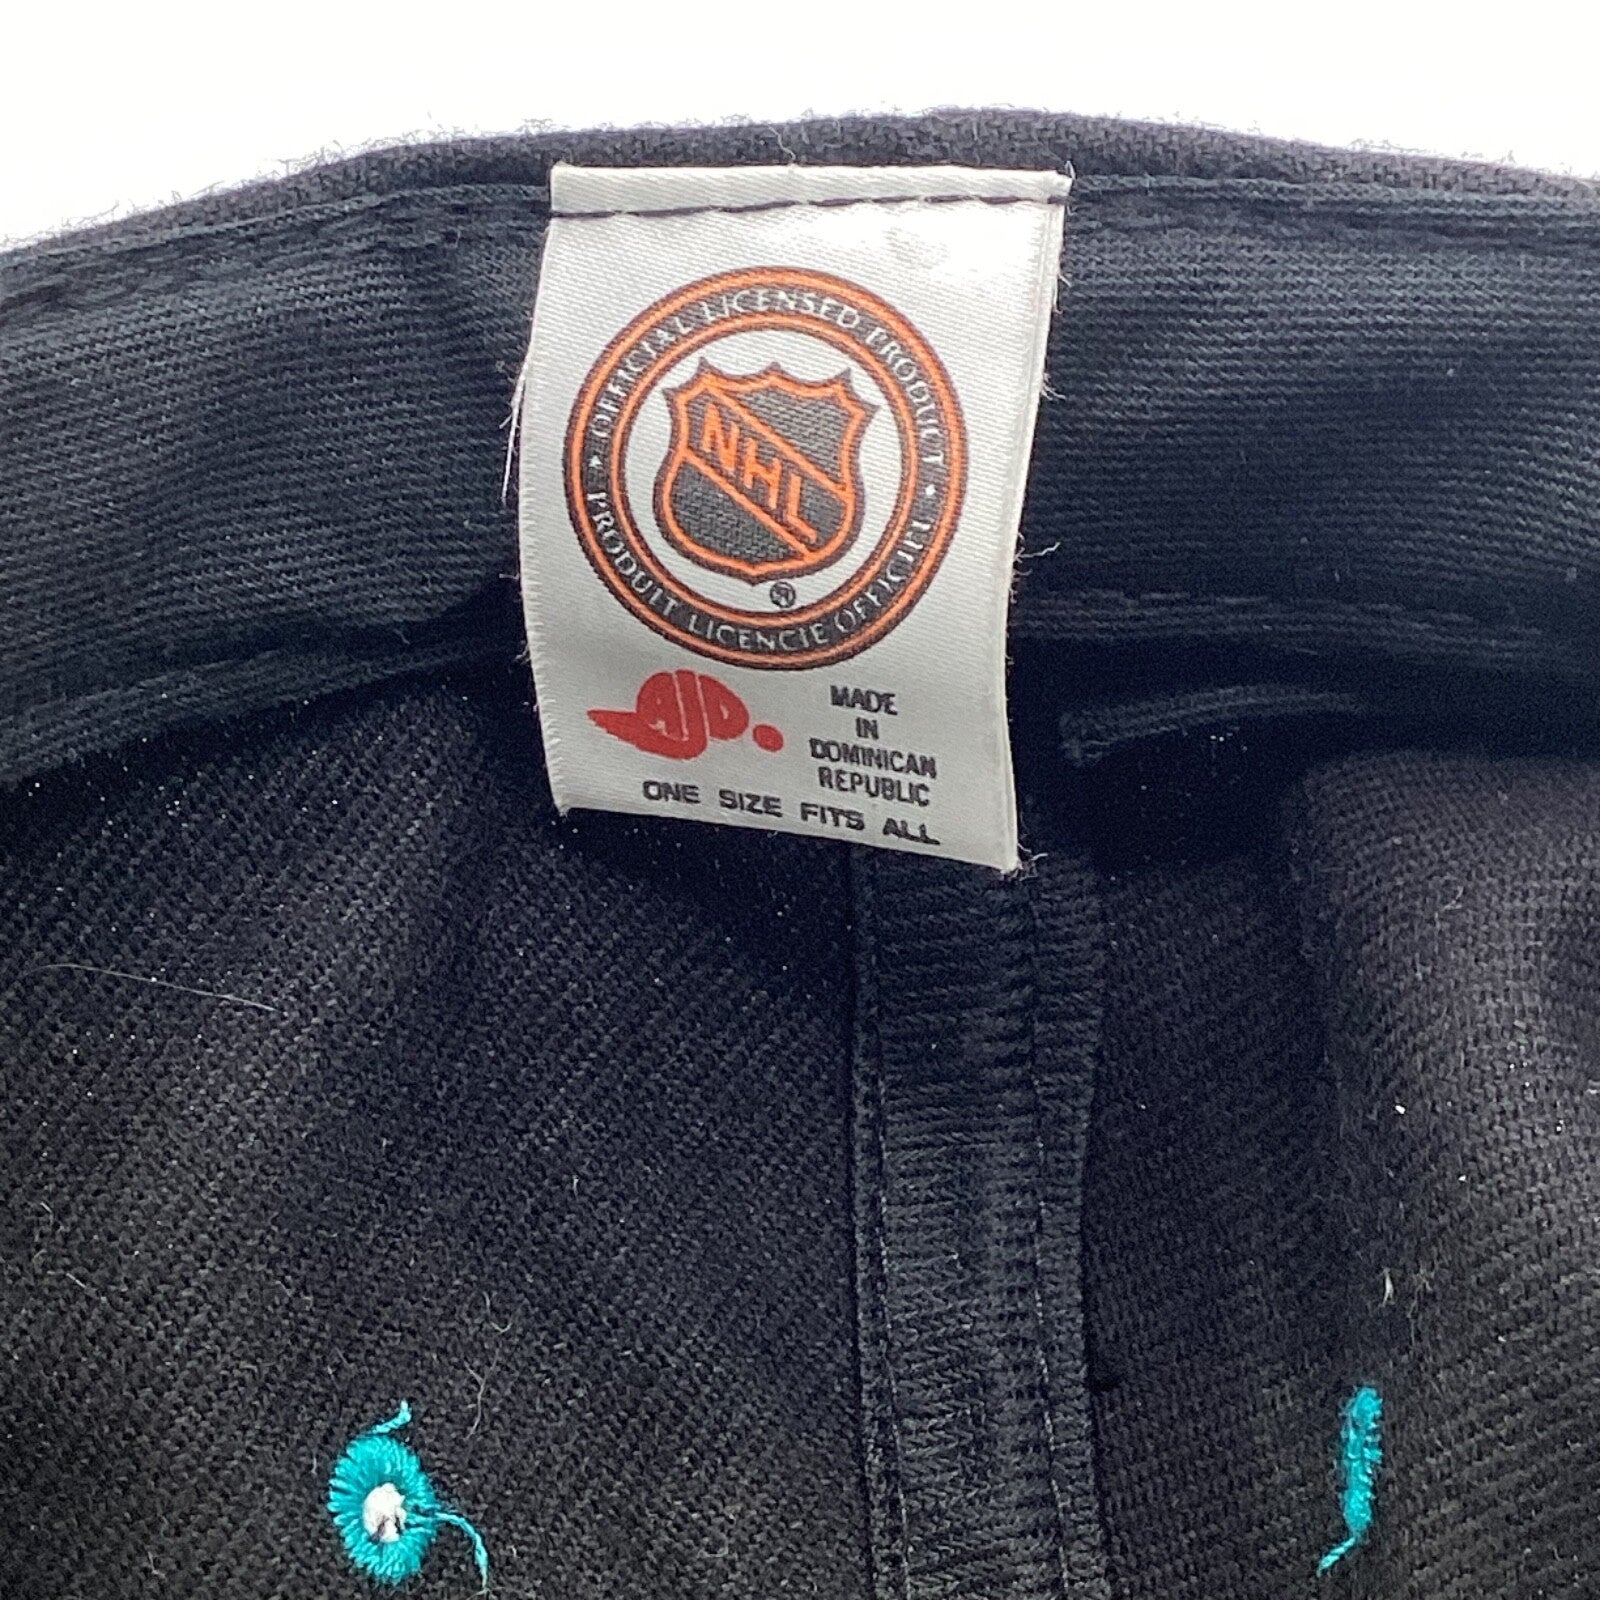 OFFICIAL LICENSED PRODUCT
NHL
®
PRODUIT LICENCIE OFFICIEL
AJD.
MADE
IN
DOMINICAN
REPUBLIC
ONE SIZE FITS ALL